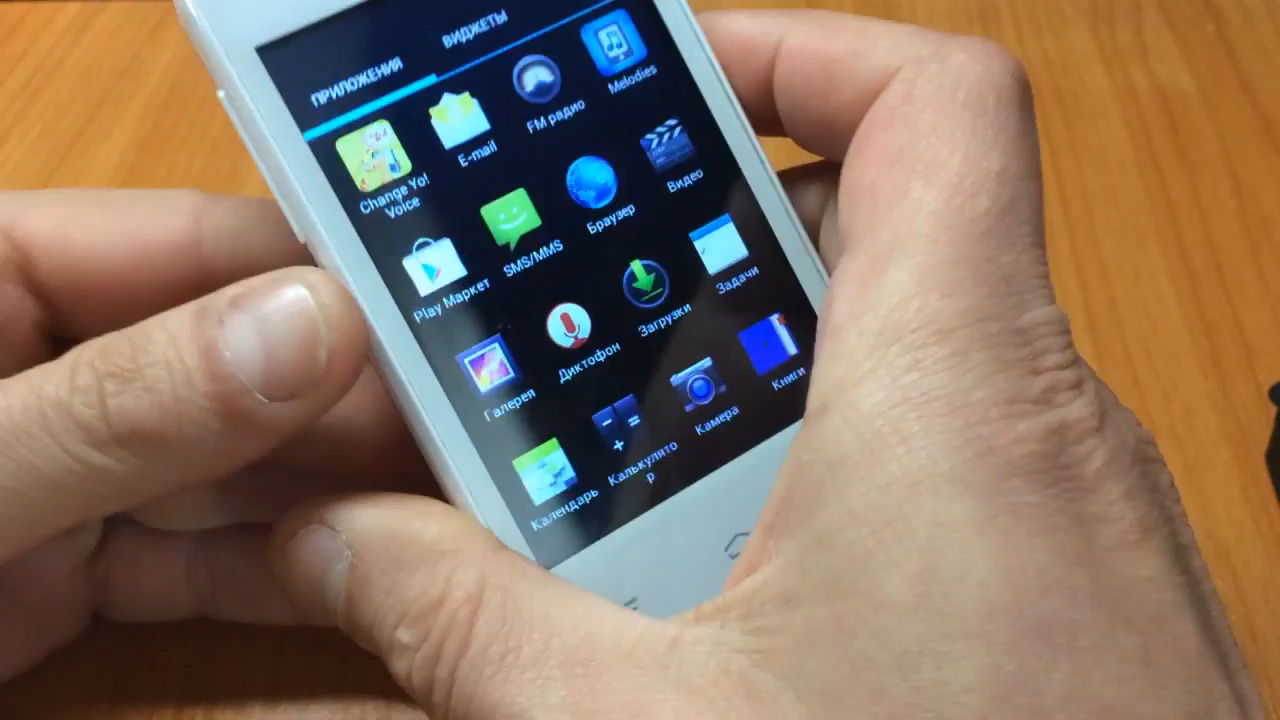 ПРИЛОЖЕНИЯ
ВИДЖЕТЫ
Change Yo!
Voice
E-mail
FM радио
Melodies
Play Маркет
SMS/MMS
Браузер
Видео
Галерея
Диктофон
Загрузки
Задачи
Календарь
Калькулято
р
Камера
Книги